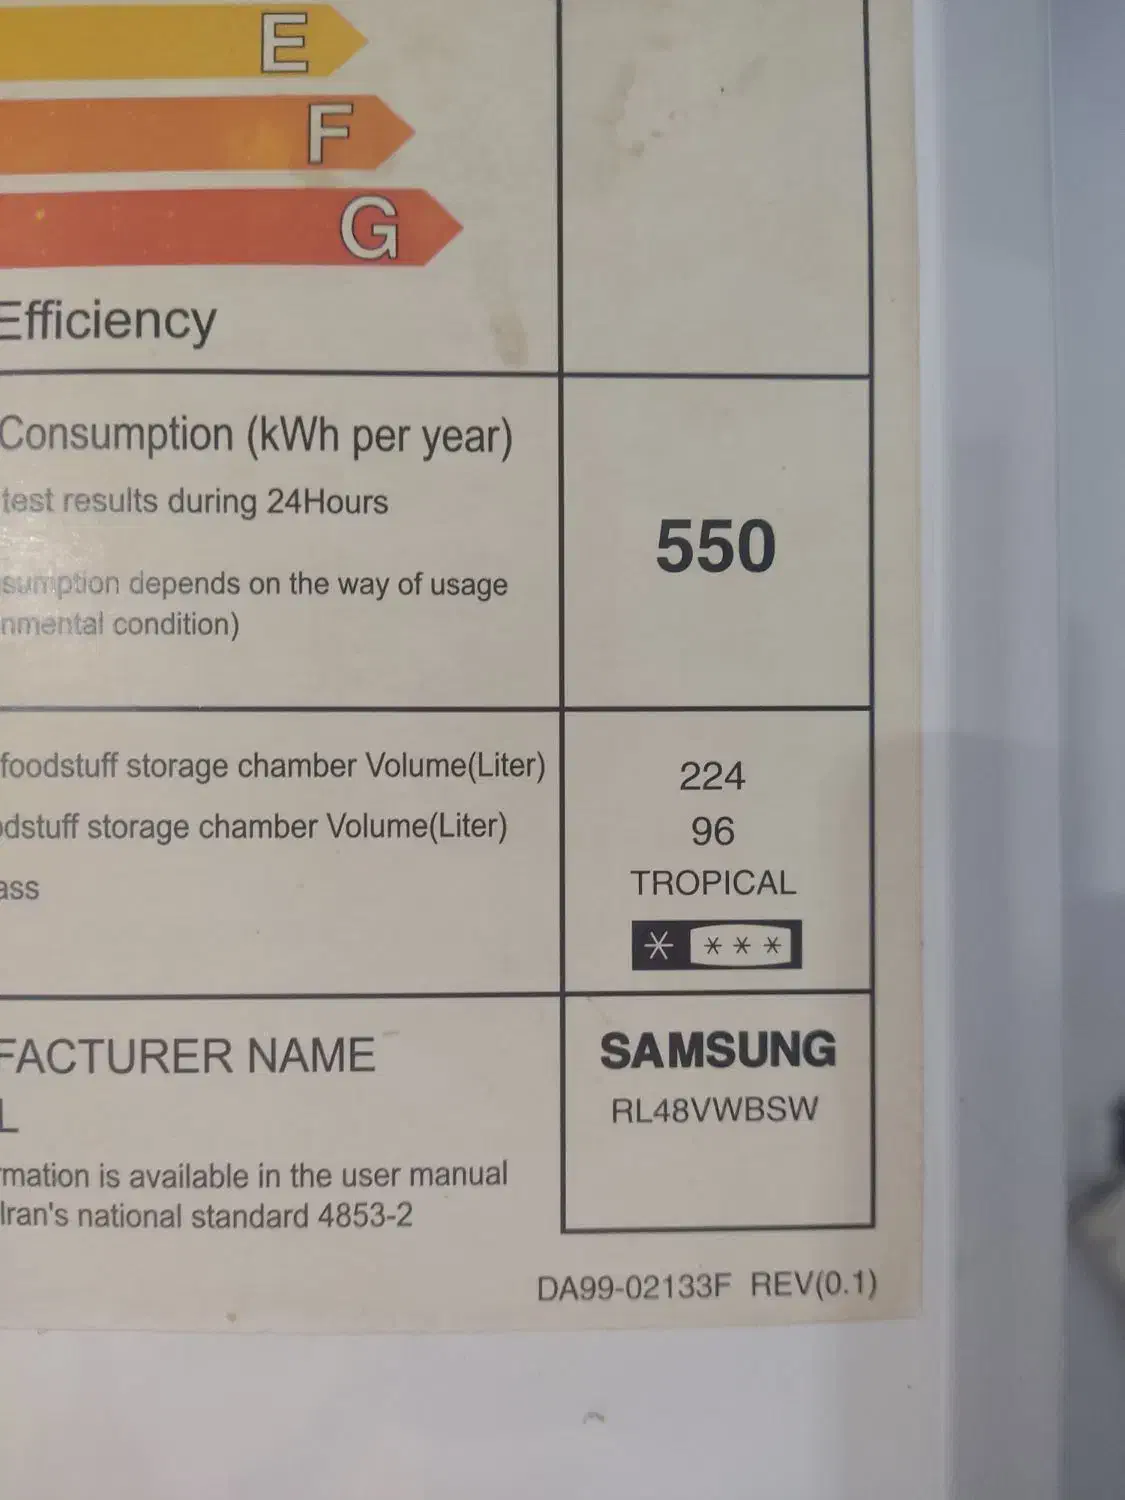 E
F
G
Efficiency
Consumption (kWh per year)
test results during 24Hours
sumption depends on the way of usage
nmental condition)
550
foodstuff storage chamber Volume(Liter) 224
odstuff storage chamber Volume(Liter) 96
ass TROPICAL
* ***
FACTURER NAME SAMSUNG
L RL48VWBSW
rmation is available in the user manual
Iran's national standard 4853-2
DA99-02133F REV(0.1)